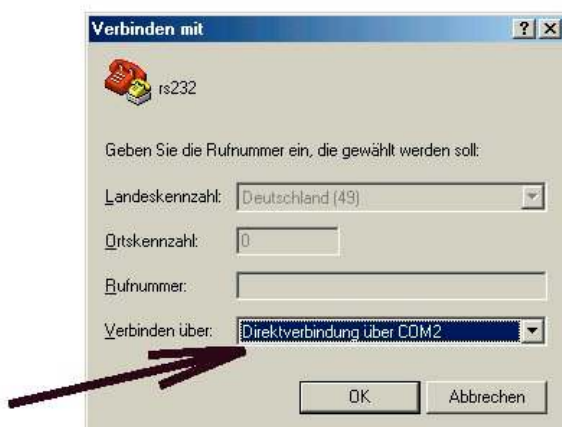 Verbinden mit
rs232
Geben Sie die Rufnummer ein, die gewählt werden soll:
Landeskennzahl: Deutschland (49)
Ortskennzahl: 0
Rufnummer:
Verbinden über: Direktverbindung über COM2
OK Abbrechen